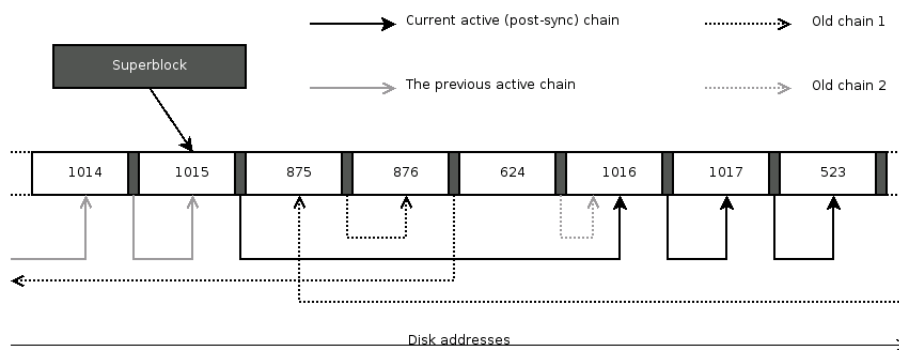 Current active (post-sync) chain
Old chain 1
Superblock
The previous active chain
Old chain 2
1014 1015 875 876 624 1016 1017 523
Disk addresses